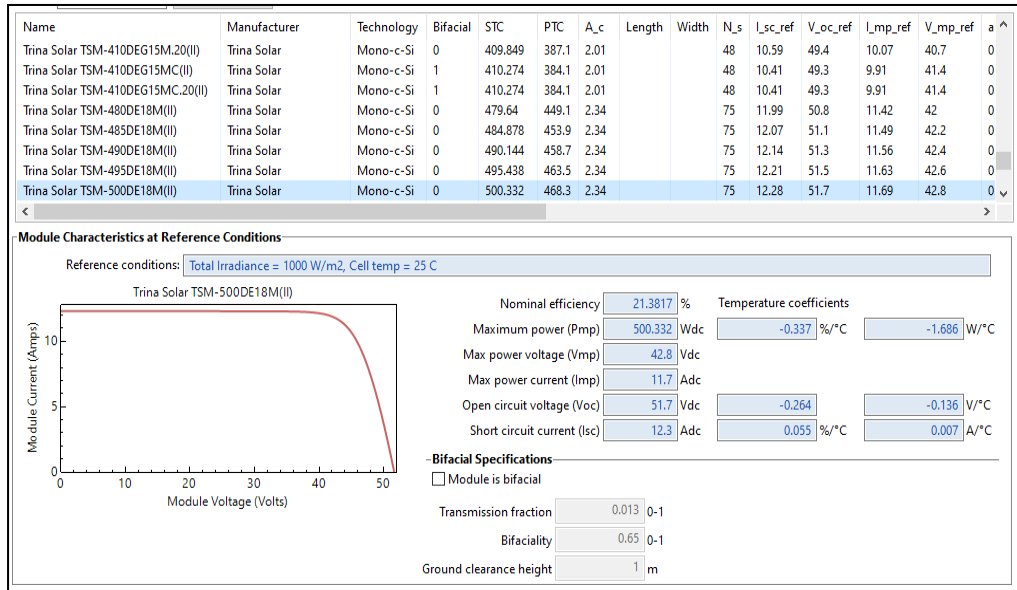 Name Manufacturer Technology Bifacial STC PTC A_c Length Width N_s I_sc_ref V_oc_ref I_mp_ref V_mp_ref a
Trina Solar TSM-410DEG15M.20(II) Trina Solar Mono-c-Si 0 409.849 387.1 2.01 48 10.59 49.4 10.07 40.7 0
Trina Solar TSM-410DEG15MC(II) Trina Solar Mono-c-Si 1 410.274 384.1 2.01 48 10.41 49.3 9.91 41.4 0
Trina Solar TSM-410DEG15MC.20(II) Trina Solar Mono-c-Si 1 410.274 384.1 2.01 48 10.41 49.3 9.91 41.4 0
Trina Solar TSM-480DE18M(II) Trina Solar Mono-c-Si 0 479.64 449.1 2.34 75 11.99 50.8 11.42 42 0
Trina Solar TSM-485DE18M(II) Trina Solar Mono-c-Si 0 484.878 453.9 2.34 75 12.07 51.1 11.49 42.2 0
Trina Solar TSM-490DE18M(II) Trina Solar Mono-c-Si 0 490.144 458.7 2.34 75 12.14 51.3 11.56 42.4 0
Trina Solar TSM-495DE18M(II) Trina Solar Mono-c-Si 0 495.438 463.5 2.34 75 12.21 51.5 11.63 42.6 0
Trina Solar TSM-500DE18M(II) Trina Solar Mono-c-Si 0 500.332 468.3 2.34 75 12.28 51.7 11.69 42.8 0
Module Characteristics at Reference Conditions
Reference conditions: Total Irradiance = 1000 W/m2, Cell temp = 25 C
Trina Solar TSM-500DE18M(II)
Module Current (Amps)
10
5
0
0 10 20 30 40 50
Module Voltage (Volts)
Nominal efficiency 21.3817 % Temperature coefficients
Maximum power (Pmp) 500.332 Wdc -0.337 %/°C -1.686 W/°C
Max power voltage (Vmp) 42.8 Vdc
Max power current (Imp) 11.7 Adc
Open circuit voltage (Voc) 51.7 Vdc -0.264 -0.136 V/°C
Short circuit current (Isc) 12.3 Adc 0.055 %/°C 0.007 A/°C
Bifacial Specifications
Module is bifacial
Transmission fraction 0.013 0-1
Bifaciality 0.65 0-1
Ground clearance height 1 m